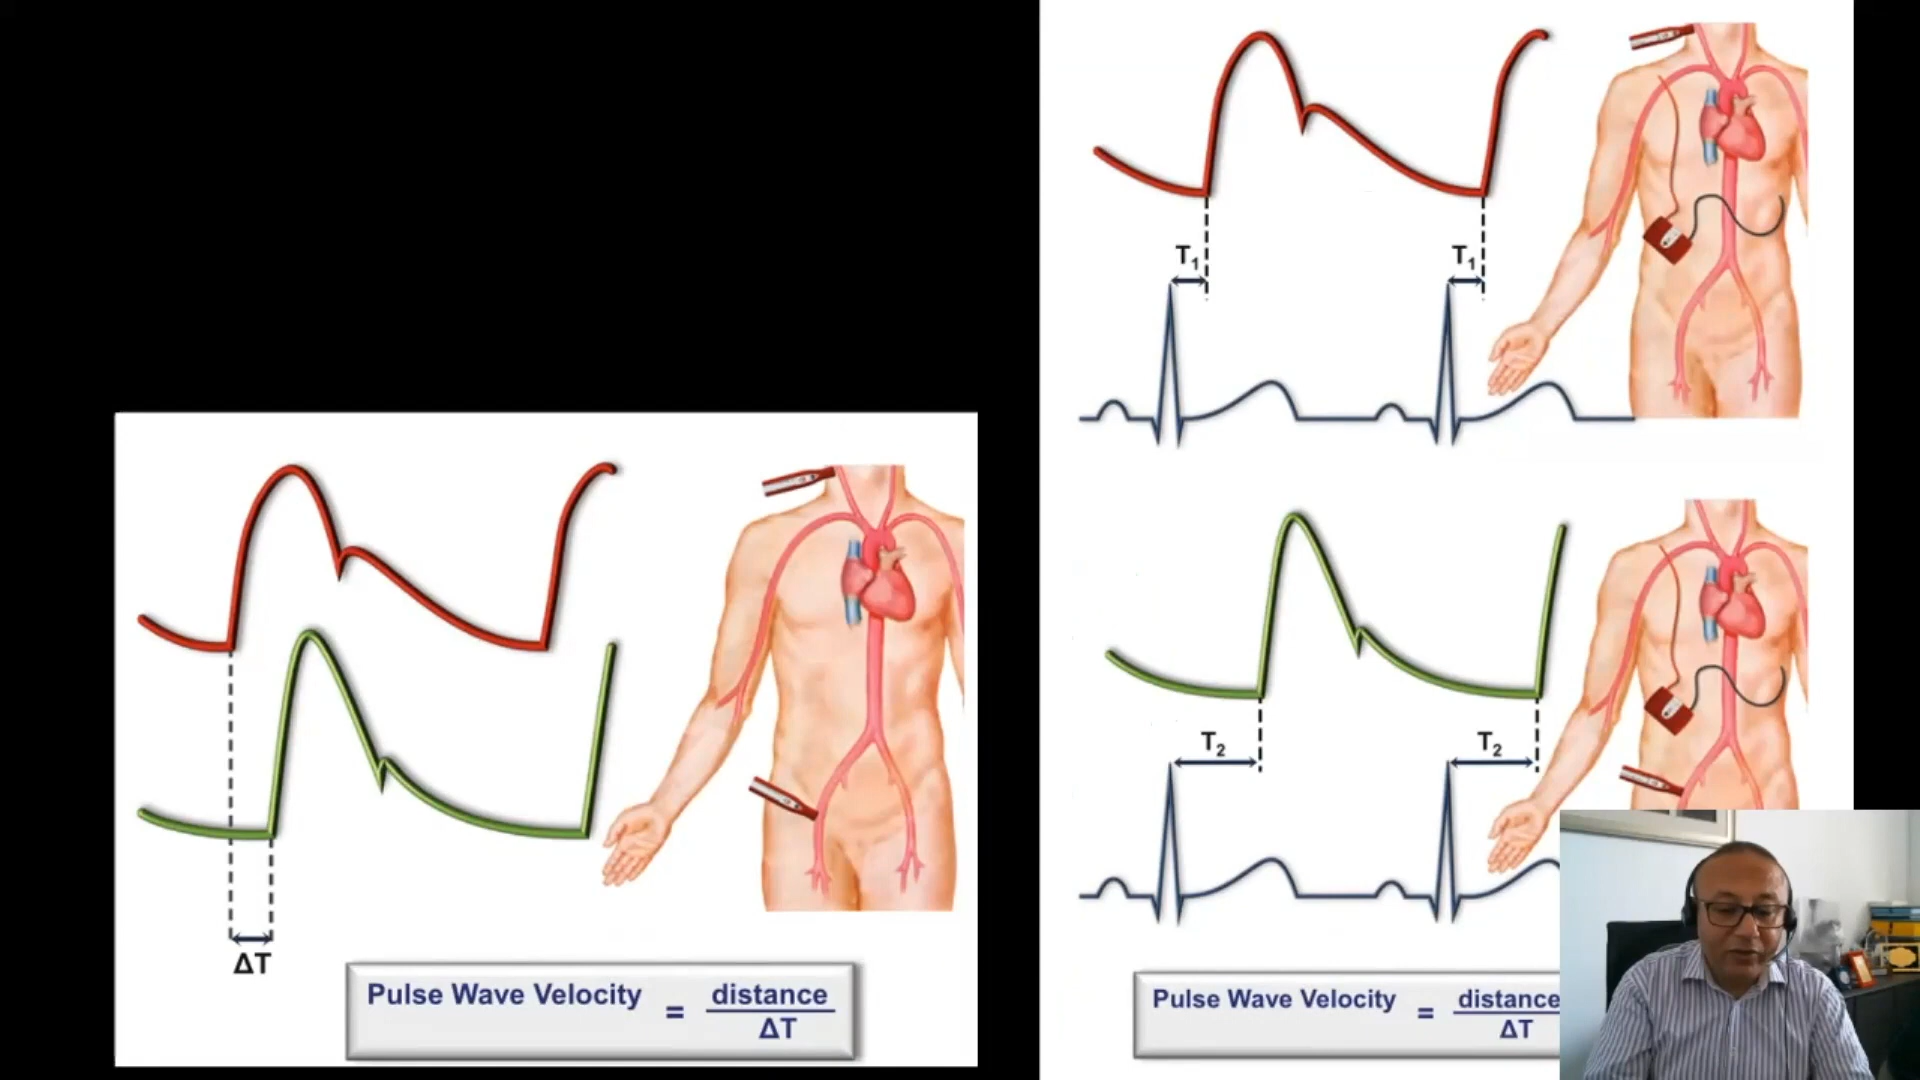 ΔT
Pulse Wave Velocity = distance
ΔT
T1
T1
T2
T2
Pulse Wave Velocity = distance
ΔT